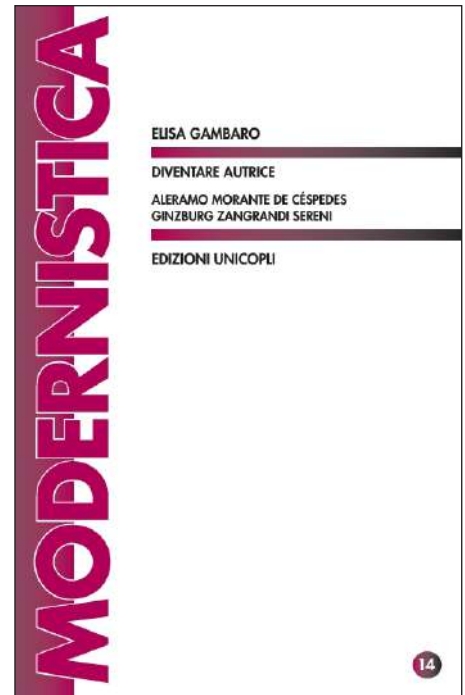 MODERNISTICA
ELISA GAMBARO
DIVENTARE AUTRICE
ALERAMO MORANTE DE CÉSPEDES
GINZBURG ZANGRANDI SERENI
EDIZIONI UNICOPLI
14